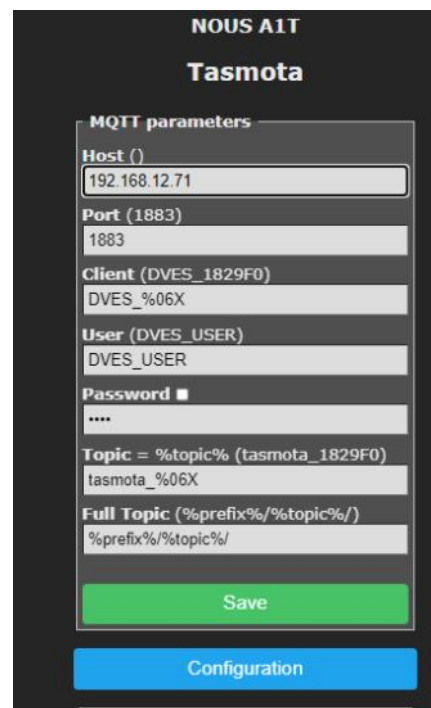 NOUS A1T
Tasmota
MQTT parameters
Host ()
192.168.12.71
Port (1883)
1883
Client (DVES_1829F0)
DVES_%06X
User (DVES_USER)
DVES_USER
Password
••••
Topic = %topic% (tasmota_1829F0)
tasmota_%06X
Full Topic (%prefix%/%topic%/)
%prefix%/%topic%/
Save
Configuration